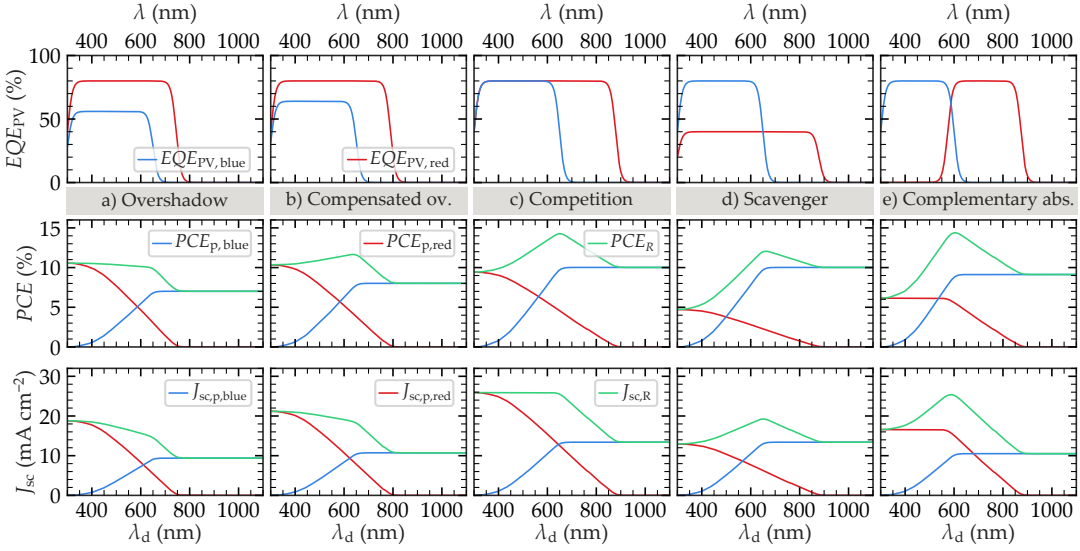 λ (nm) λ (nm) λ (nm) λ (nm) λ (nm)
400 600 800 1000 400 600 800 1000 400 600 800 1000 400 600 800 1000 400 600 800 1000
EQE_PV (%)
100
50
0
EQE_PV, blue
EQE_PV, red
a) Overshadow b) Compensated ov. c) Competition d) Scavenger e) Complementary abs.
PCE (%)
15
10
5
0
PCE_p, blue
PCE_p, red
PCE_R
J_sc (mA cm⁻²)
30
20
10
0
J_sc,p,blue
J_sc,p,red
J_sc,R
400 600 800 1000 400 600 800 1000 400 600 800 1000 400 600 800 1000 400 600 800 1000
λ_d (nm) λ_d (nm) λ_d (nm) λ_d (nm) λ_d (nm)